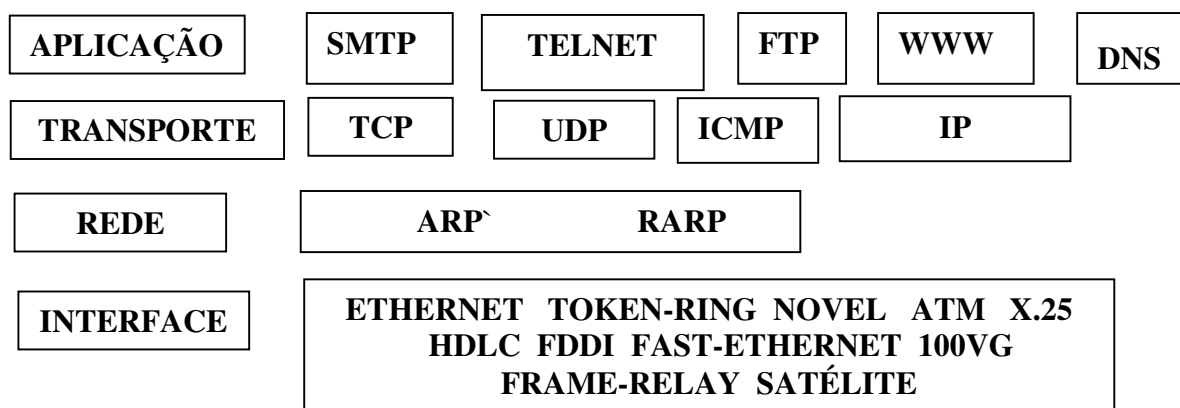 APLICAÇÃO SMTP TELNET FTP WWW DNS
TRANSPORTE TCP UDP ICMP IP
REDE ARP` RARP
INTERFACE ETHERNET TOKEN-RING NOVEL ATM X.25
HDLC FDDI FAST-ETHERNET 100VG
FRAME-RELAY SATÉLITE